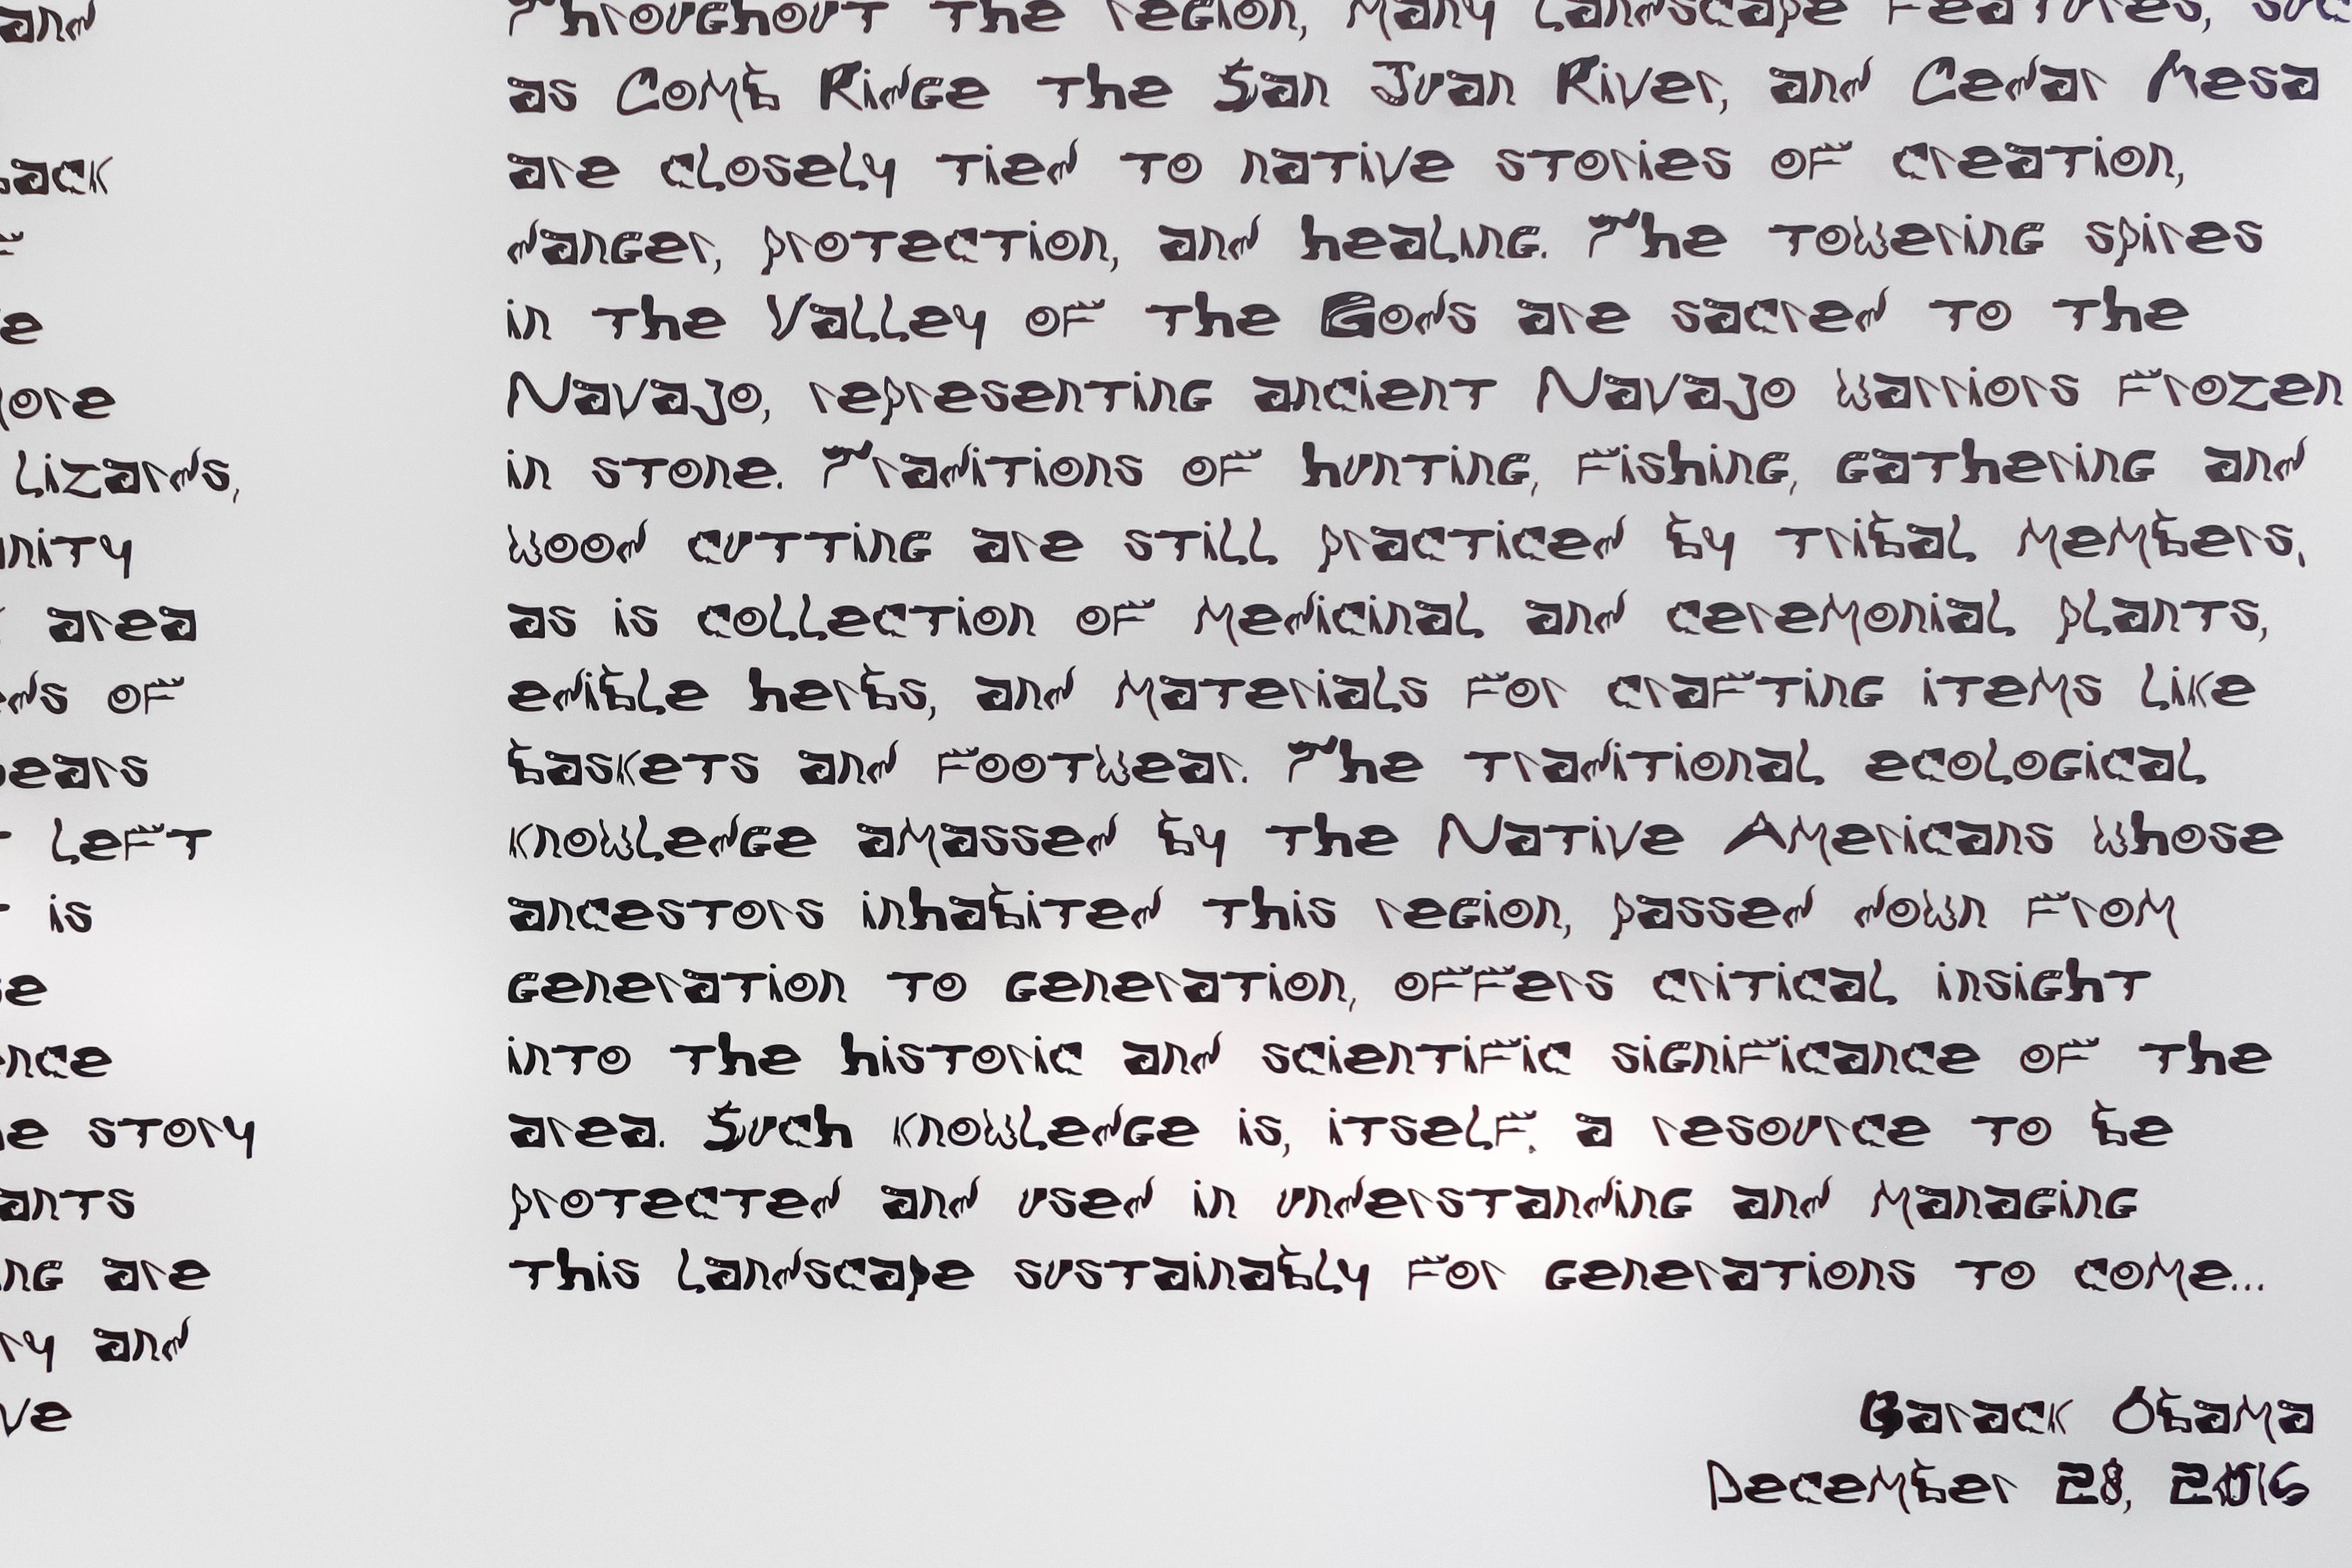 and
ack
e
ore
lizards,
nity
area
ds of
bears
left
is
e
nce
e story
ants
ng are
ry and
ve
Throughout the region, many landscape features, suc
as Comb Ridge the San Juan River, and Cedar Mesa
are closely tied to native stories of creation,
danger, protection, and healing. The towering spires
in the Valley of the Gods are sacred to the
Navajo, representing ancient Navajo warriors frozen
in stone. Traditions of hunting, fishing, gathering and
wood cutting are still practiced by tribal members,
as is collection of medicinal and ceremonial plants,
edible herbs, and materials for crafting items like
baskets and footwear. The traditional ecological
knowledge amassed by the Native Americans whose
ancestors inhabited this region, passed down from
generation to generation, offers critical insight
into the historic and scientific significance of the
area. Such knowledge is, itself, a resource to be
protected and used in understanding and managing
this landscape sustainably for generations to come...
Barack Obama
December 28, 2016